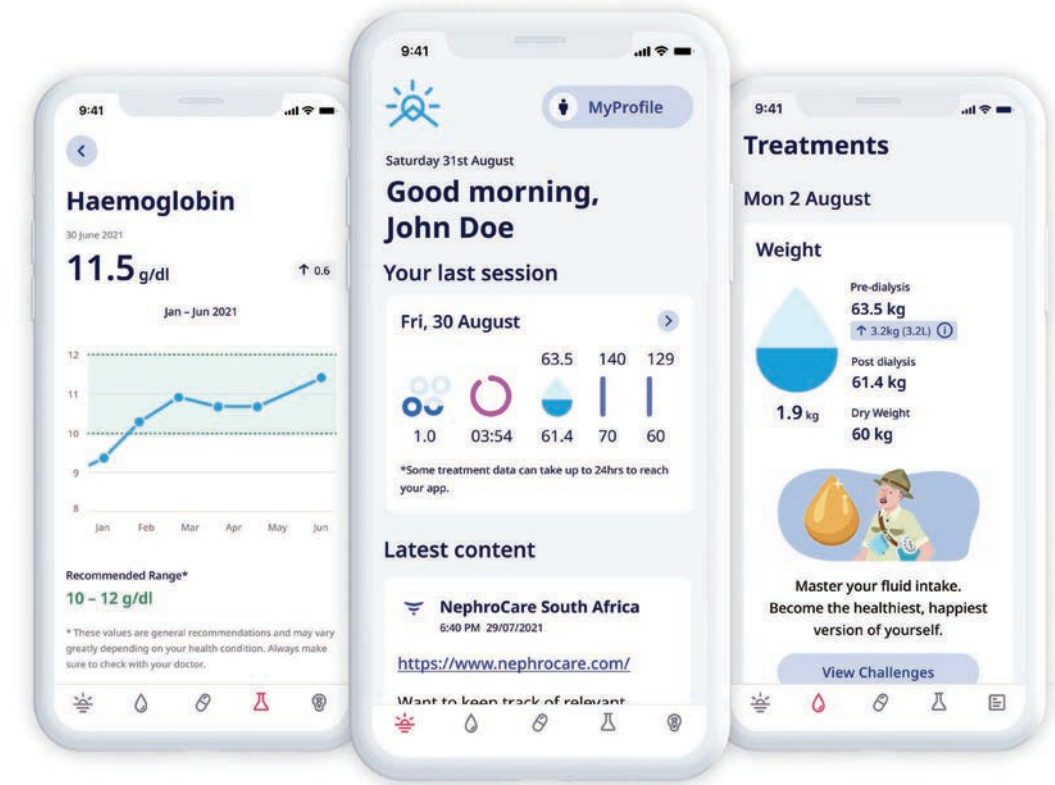 9:41
Haemoglobin
30 June 2021
11.5 g/dl
↑ 0.6
Jan – Jun 2021
12
11
10
9
8
Jan Feb Mar Apr May Jun
Recommended Range*
10 – 12 g/dl
* These values are general recommendations and may vary
greatly depending on your health condition. Always make
sure to check with your doctor.
9:41
MyProfile
Saturday 31st August
Good morning,
John Doe
Your last session
Fri, 30 August
63.5 140 129
1.0 03:54 61.4 70 60
*Some treatment data can take up to 24hrs to reach
your app.
Latest content
NephroCare South Africa
6:40 PM 29/07/2021
https://www.nephrocare.com/
Want to keep track of relevant
9:41
Treatments
Mon 2 August
Weight
Pre-dialysis
63.5 kg
↑ 3.2kg (3.2L)
Post dialysis
61.4 kg
1.9 kg
Dry Weight
60 kg
Master your fluid intake.
Become the healthiest, happiest
version of yourself.
View Challenges